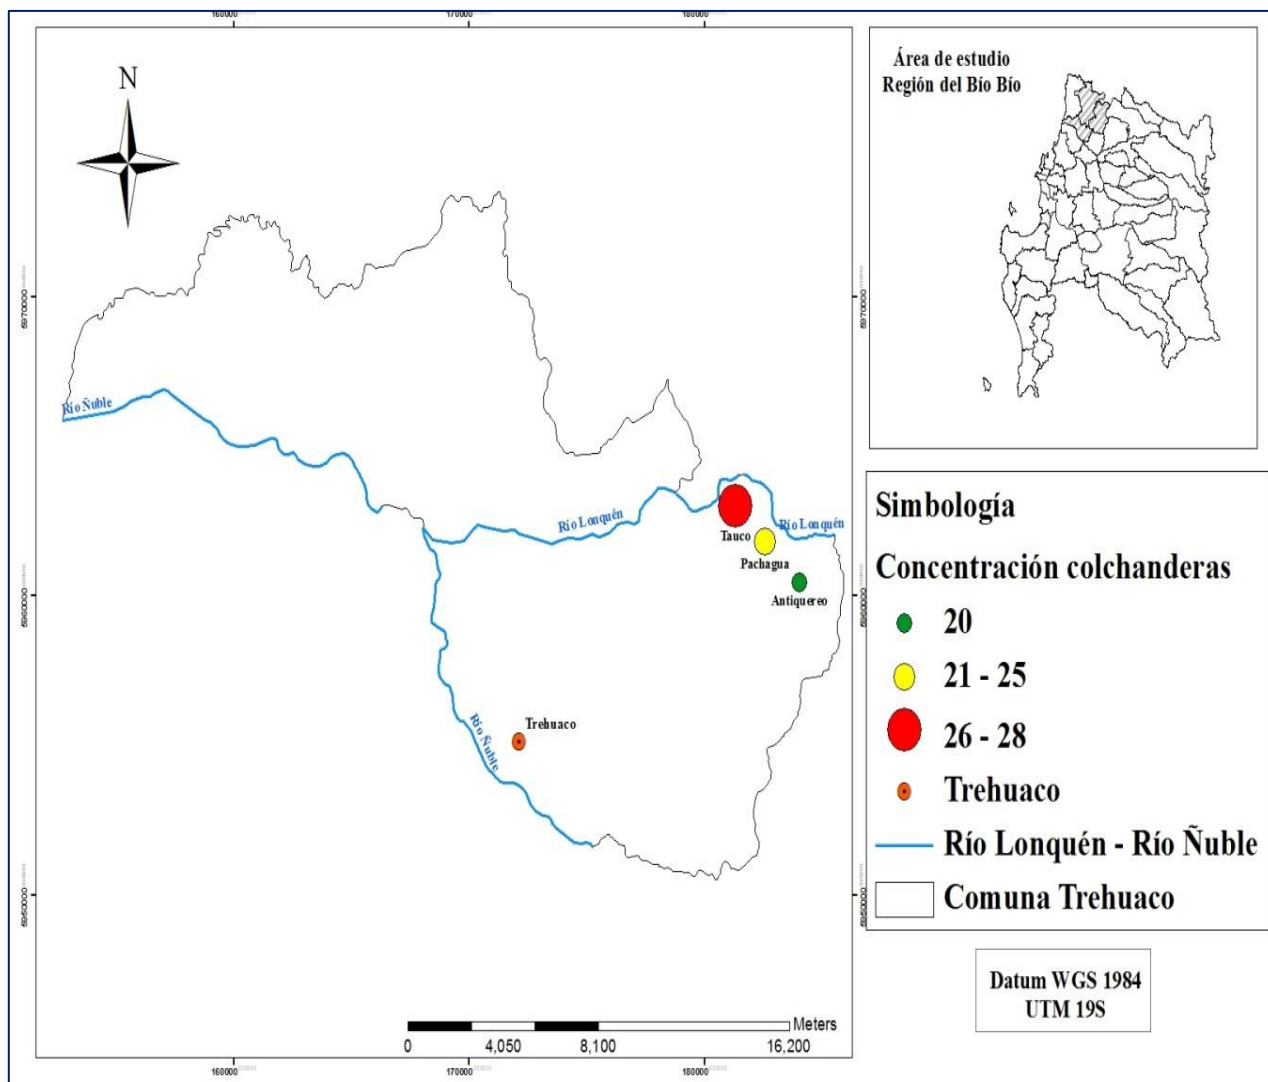 160000
170000
180000
N
5970000
5970000
Río Ñuble
Río Lonquén
Río Lonquén
Tauco
Pachagua
Antiquereo
5960000
5960000
Río Ñuble
Trehuaco
5950000
5950000
Meters
0
4,050
8,100
16,200
160000
170000
180000
Área de estudio
Región del Bío Bío
Simbología
Concentración colchanderas
20
21 - 25
26 - 28
Trehuaco
Río Lonquén - Río Ñuble
Comuna Trehuaco
Datum WGS 1984
UTM 19S